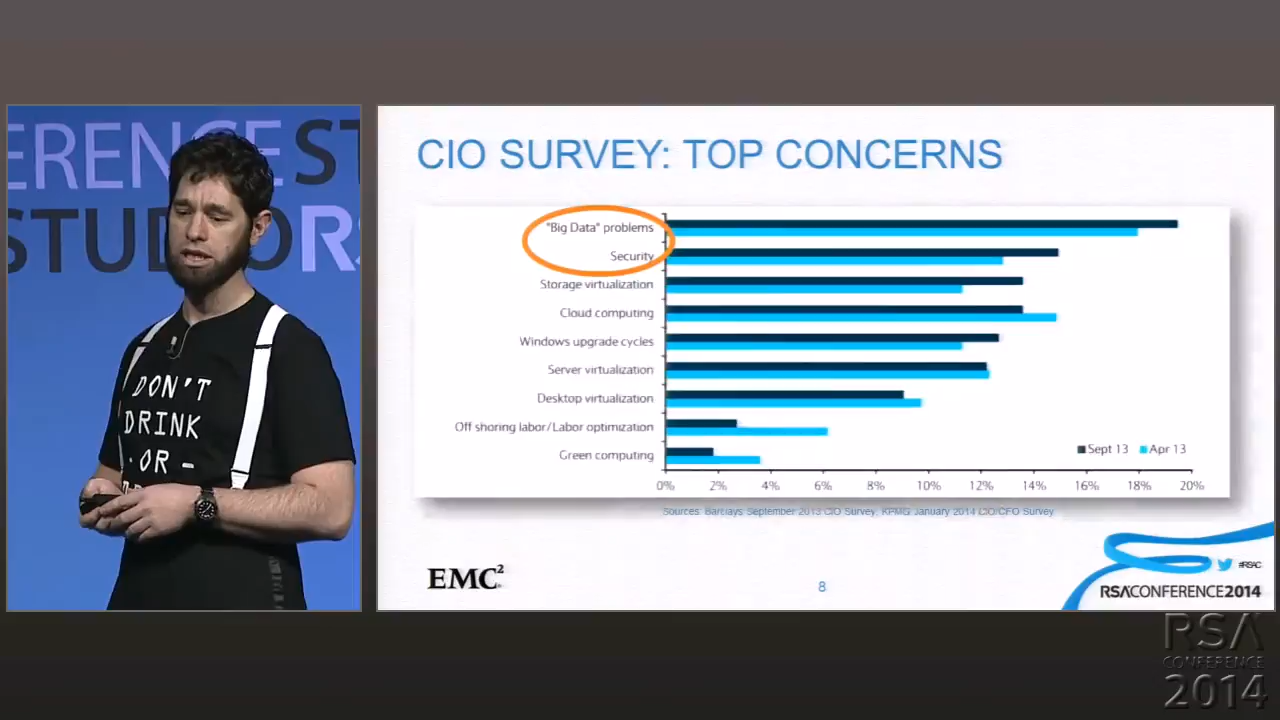 ERENCE ST
STUDIO RS
DON'T
DRINK
- OR -
CIO SURVEY: TOP CONCERNS
"Big Data" problems
Security
Storage virtualization
Cloud computing
Windows upgrade cycles
Server virtualization
Desktop virtualization
Off shoring labor/Labor optimization
Green computing
Sept 13 Apr 13
0% 2% 4% 6% 8% 10% 12% 14% 16% 18% 20%
Sources: Barclays September 2013 CIO Survey; KPMG January 2014 CIO/CFO Survey
EMC²
8
#RSAC
RSACONFERENCE2014
RSA
CONFERENCE
2014